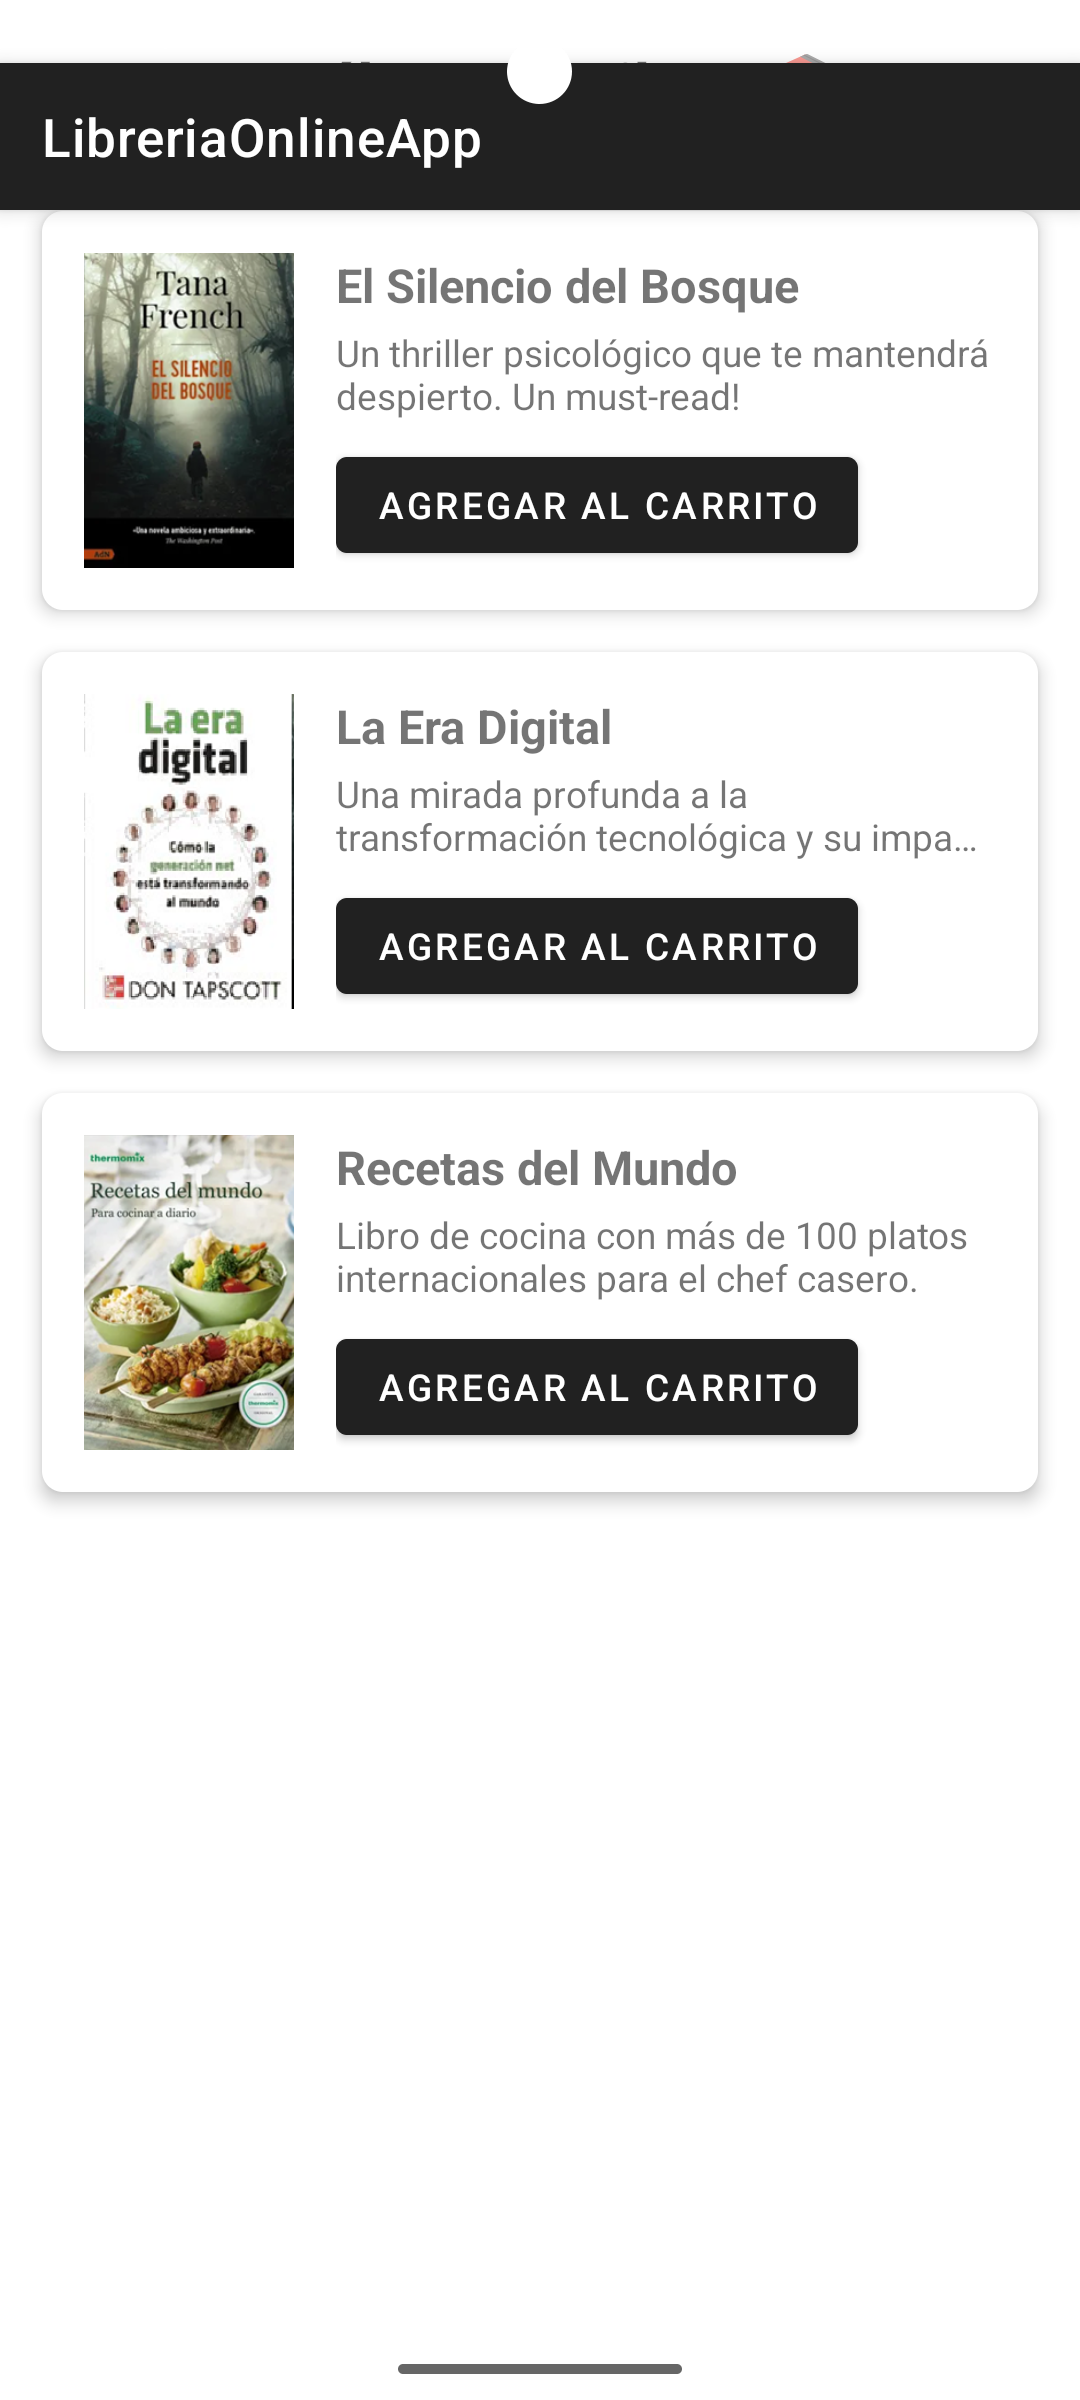 LibreriaOnlineApp
Tana
French
EL SILENCIO
DEL BOSQUE
«Una novela ambiciosa y extraordinaria».
The Washington Post
AdN
El Silencio del Bosque
Un thriller psicológico que te mantendrá
despierto. Un must-read!
AGREGAR AL CARRITO
La era
digital
Cómo la
generación net
está transformando
al mundo
DON TAPSCOTT
La Era Digital
Una mirada profunda a la
transformación tecnológica y su impa…
AGREGAR AL CARRITO
thermomix
Recetas del mundo
Para cocinar a diario
thermomix
Recetas del Mundo
Libro de cocina con más de 100 platos
internacionales para el chef casero.
AGREGAR AL CARRITO